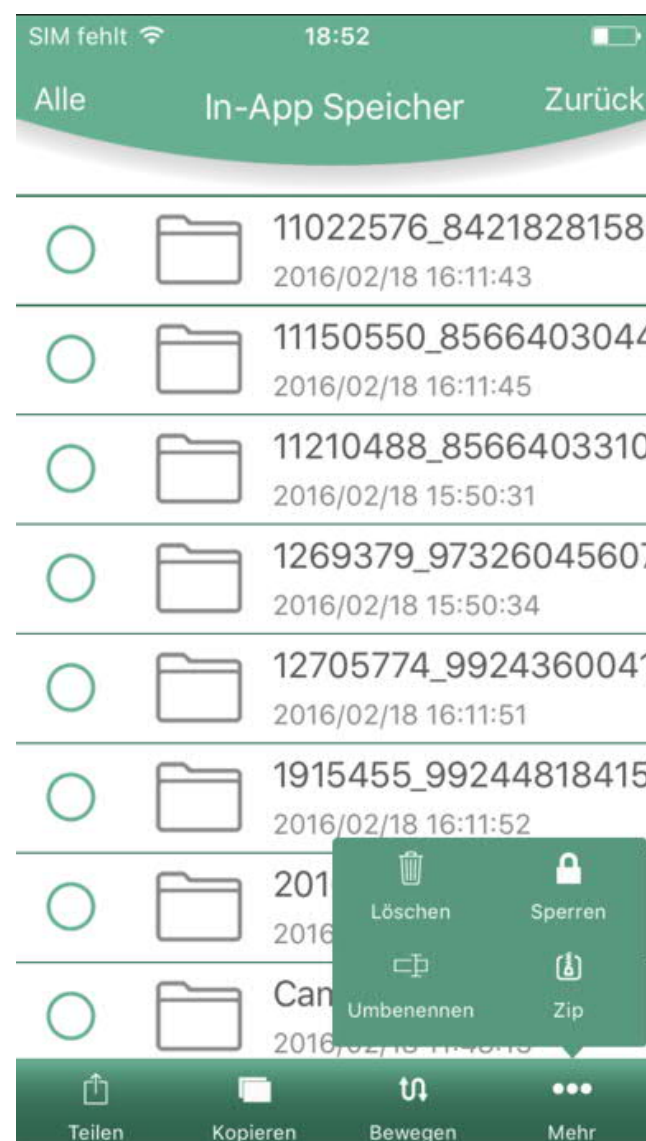 SIM fehlt 18:52
Alle In-App Speicher Zurück
11022576_8421828158
2016/02/18 16:11:43
11150550_8566403044
2016/02/18 16:11:45
11210488_8566403310
2016/02/18 15:50:31
1269379_97326045607
2016/02/18 15:50:34
12705774_9924360041
2016/02/18 16:11:51
1915455_99244818415
2016/02/18 16:11:52
201
2016
Löschen Sperren
Can
Umbenennen Zip
Teilen Kopieren Bewegen Mehr